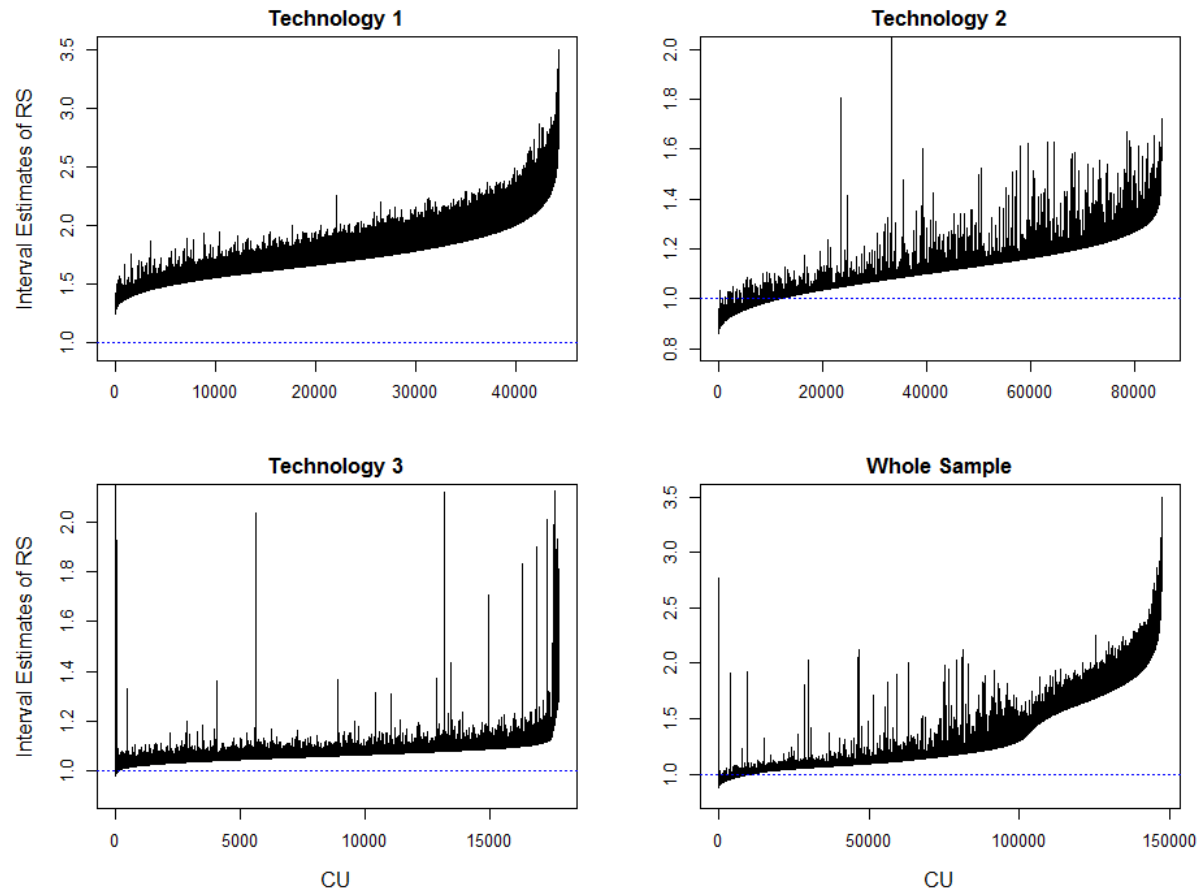 Technology 1
Technology 2
Interval Estimates of RS
3.5
3.0
2.5
2.0
1.5
1.0
0 10000 20000 30000 40000
2.0
1.8
1.6
1.4
1.2
1.0
0.8
0 20000 40000 60000 80000
Technology 3
Whole Sample
Interval Estimates of RS
2.0
1.8
1.6
1.4
1.2
1.0
0 5000 10000 15000
CU
3.5
3.0
2.5
2.0
1.5
1.0
0 50000 100000 150000
CU